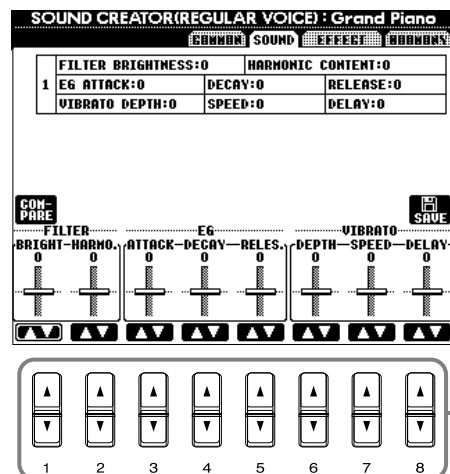 SOUND CREATOR(REGULAR VOICE) : Grand Piano
COMMON SOUND EFFECT HARMONY
FILTER BRIGHTNESS:0 HARMONIC CONTENT:0
1 EG ATTACK:0 DECAY:0 RELEASE:0
VIBRATO DEPTH:0 SPEED:0 DELAY:0
COM-
PARE
SAVE
FILTER EG VIBRATO
BRIGHT HARMO. ATTACK DECAY RELES. DEPTH SPEED DELAY
0 0 0 0 0 0 0 0
1 2 3 4 5 6 7 8